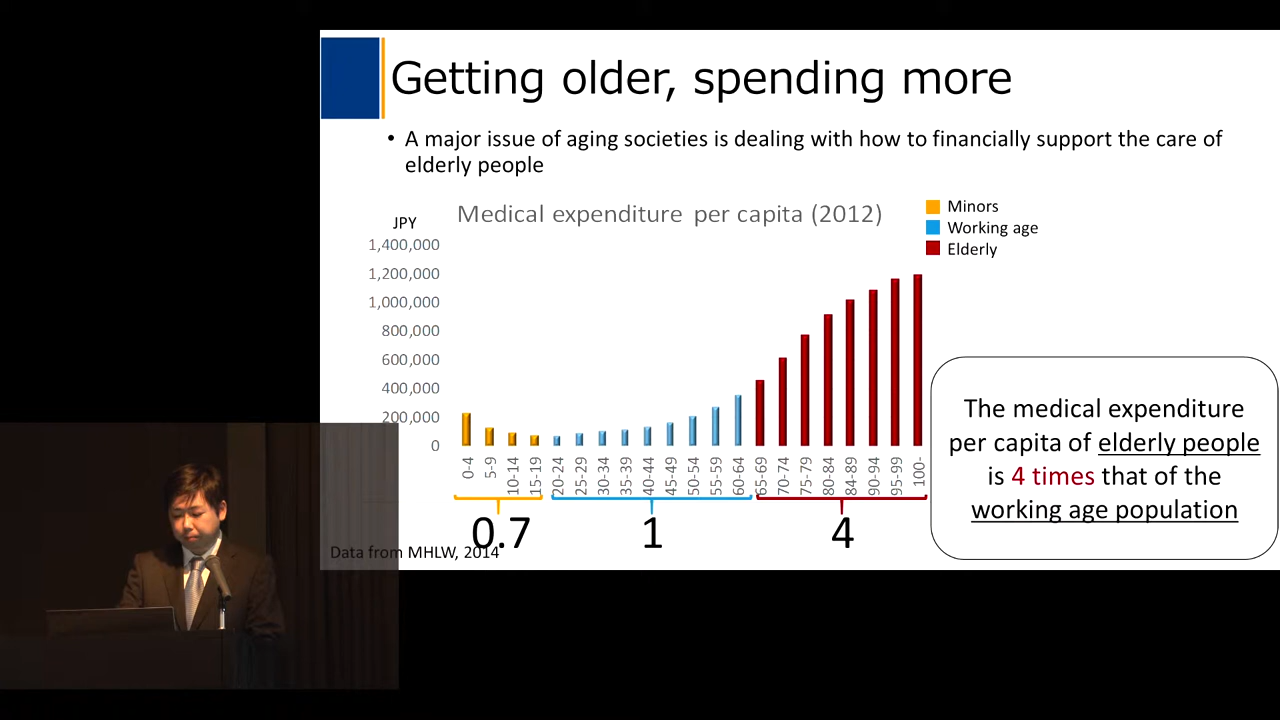 Getting older, spending more
• A major issue of aging societies is dealing with how to financially support the care of
elderly people
Medical expenditure per capita (2012)
JPY
1,400,000
1,200,000
1,000,000
800,000
600,000
400,000
200,000
0
Minors
Working age
Elderly
0-4
5-9
10-14
15-19
20-24
25-29
30-34
35-39
40-44
45-49
50-54
55-59
60-64
65-69
70-74
75-79
80-84
84-89
90-94
95-99
100-
0.7
1
4
Data from MHLW, 2014
The medical expenditure
per capita of elderly people
is 4 times that of the
working age population